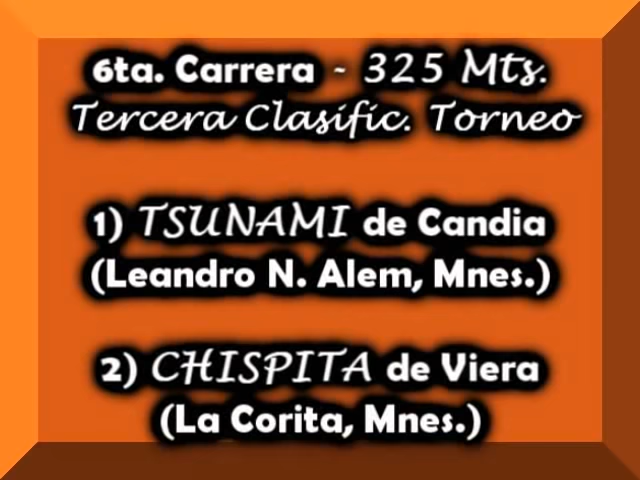 6ta. Carrera - 325 Mts.
Tercera Clasific. Torneo
1) TSUNAMI de Candia
(Leandro N. Alem, Mnes.)
2) CHISPITA de Viera
(La Corita, Mnes.)